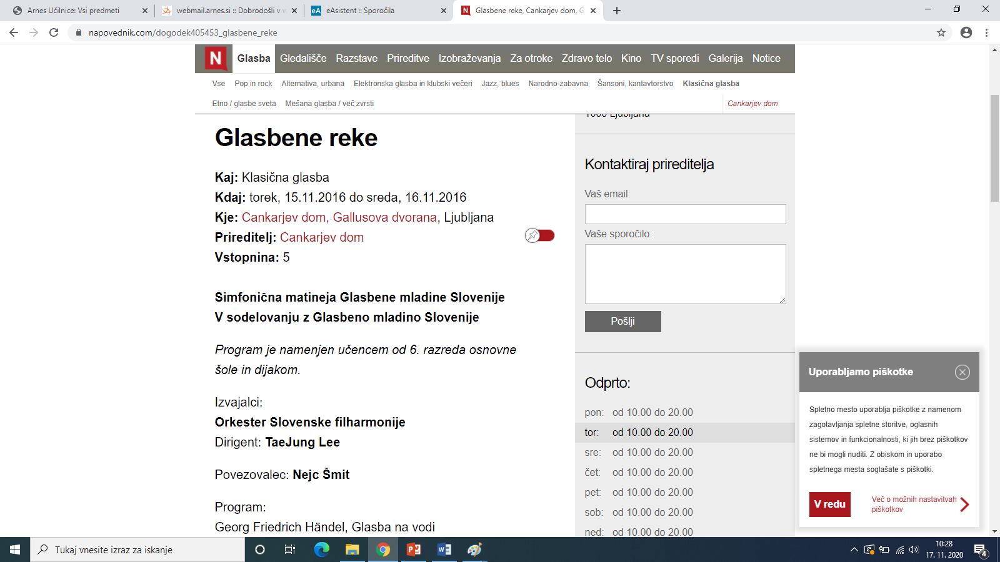 Arnes Učilnice: Vsi predmeti
webmail.arnes.si :: Dobrodošli v w
eAsistent :: Sporočila
Glasbene reke, Cankarjev dom, G
napovednik.com/dogodek405453_glasbene_reke
N
Glasba Gledališče Razstave Prireditve Izobraževanja Za otroke Zdravo telo Kino TV sporedi Galerija Notice
Vse Pop in rock Alternativa, urbana Elektronska glasba in klubski večeri Jazz, blues Narodno-zabavna Šansoni, kantavtorstvo Klasična glasba
Etno / glasbe sveta Mešana glasba / več zvrsti
Cankarjev dom
Glasbene reke
Kaj: Klasična glasba
Kdaj: torek, 15.11.2016 do sreda, 16.11.2016
Kje: Cankarjev dom, Gallusova dvorana, Ljubljana
Prireditelj: Cankarjev dom
Vstopnina: 5
Simfonična matineja Glasbene mladine Slovenije
V sodelovanju z Glasbeno mladino Slovenije
Program je namenjen učencem od 6. razreda osnovne
šole in dijakom.
Izvajalci:
Orkester Slovenske filharmonije
Dirigent: TaeJung Lee
Povezovalec: Nejc Šmit
Program:
Georg Friedrich Händel, Glasba na vodi
1000 Ljubljana
Kontaktiraj prireditelja
Vaš email:
Vaše sporočilo:
Pošlji
Odprto:
pon: od 10.00 do 20.00
tor: od 10.00 do 20.00
sre: od 10.00 do 20.00
čet: od 10.00 do 20.00
pet: od 10.00 do 20.00
sob: od 10.00 do 20.00
ned: od 10.00 do 20.00
Uporabljamo piškotke
Spletno mesto uporablja piškotke z namenom
zagotavljanja spletne storitve, oglasnih
sistemov in funkcionalnosti, ki jih brez piškotkov
ne bi mogli nuditi. Z obiskom in uporabo
spletnega mesta soglašate s piškotki.
V redu
Več o možnih nastavitvah
piškotkov
Tukaj vnesite izraz za iskanje
10:28
17. 11. 2020
4